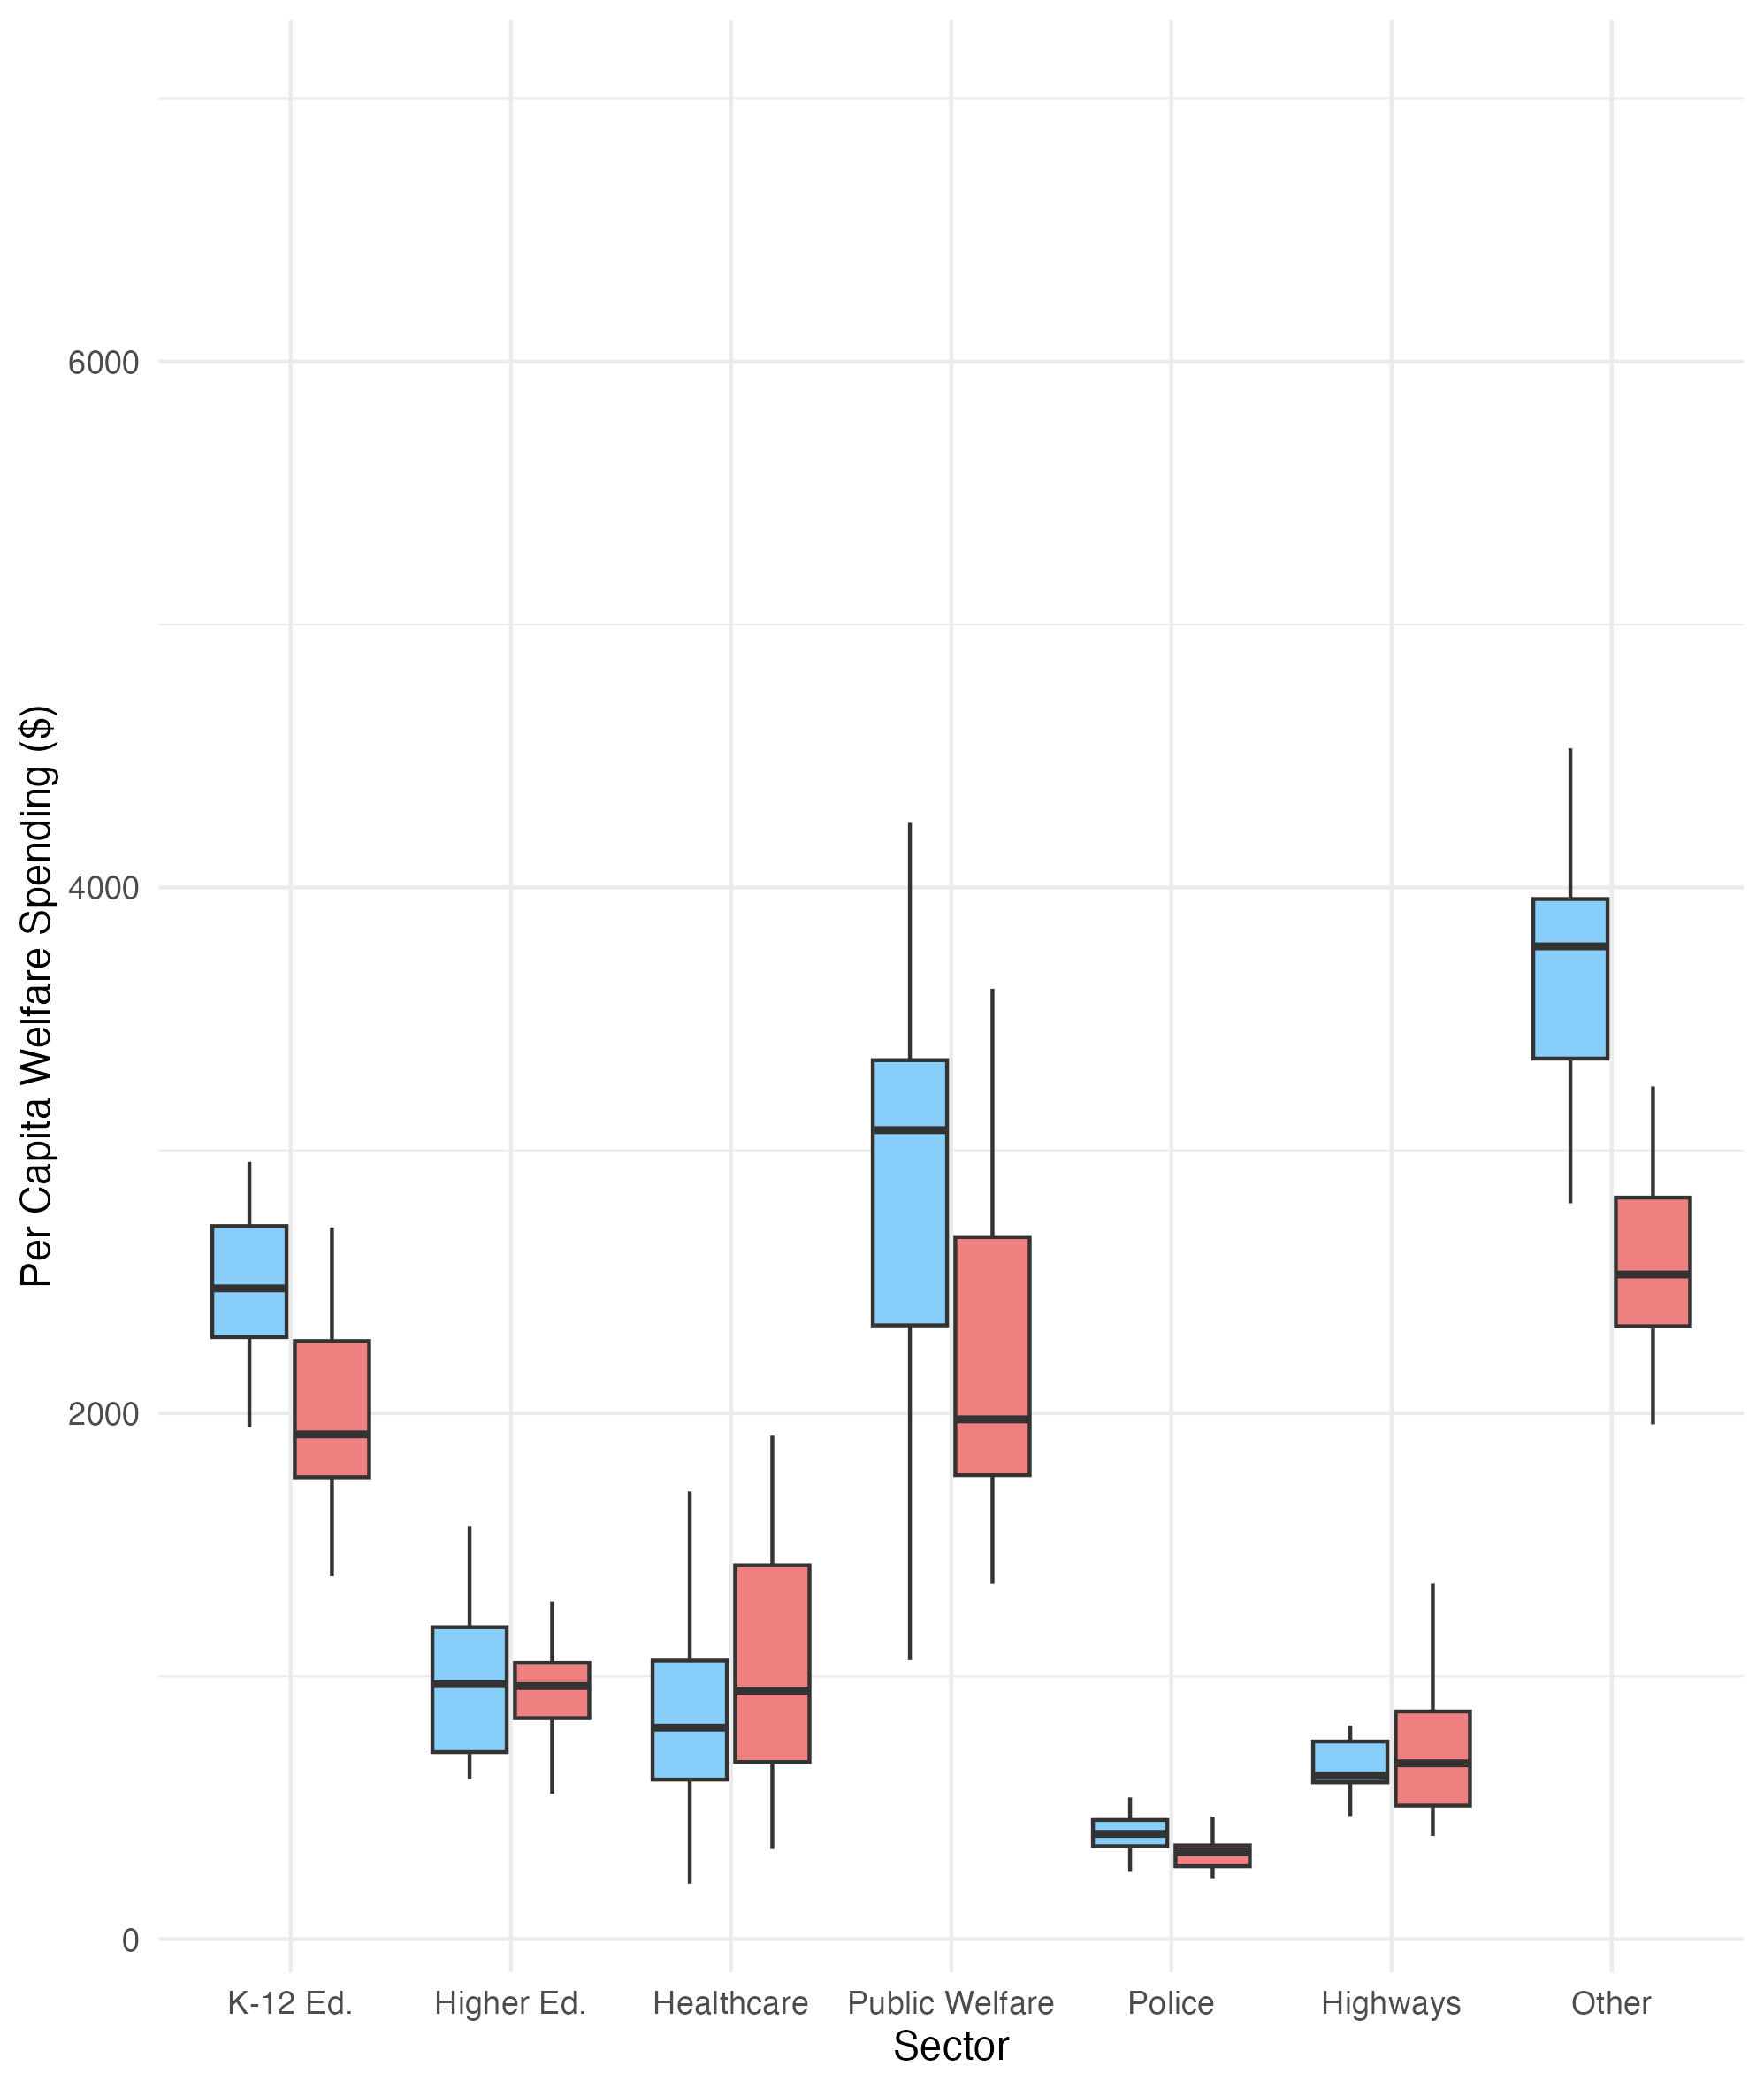 Per Capita Welfare Spending ($)
6000
4000
2000
0
K-12 Ed. Higher Ed. Healthcare Public Welfare Police Highways Other
Sector